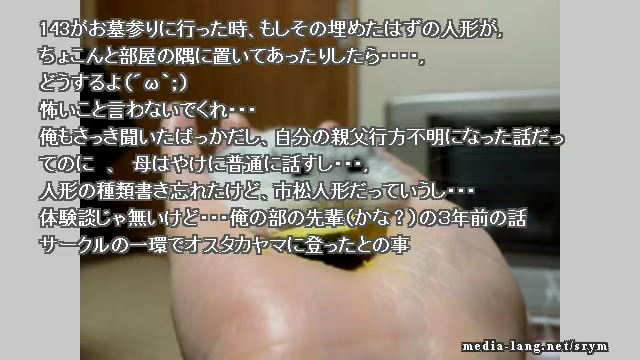 143がお墓参りに行った時、もしその埋めたはずの人形が,
ちょこんと部屋の隅に置いてあったりしたら・・・・,
どうするよ(´ω`;)
怖いこと言わないでくれ・・・
俺もさっき聞いたばっかだし、自分の親父行方不明になった話だっ
てのに 、 母はやけに普通に話すし・・・,
人形の種類書き忘れたけど、市松人形だっていうし・・・
体験談じゃ無いけど・・・俺の部の先輩(かな？)の３年前の話
サークルの一環でオスタカヤマに登ったとの事
media-lang.net/srym